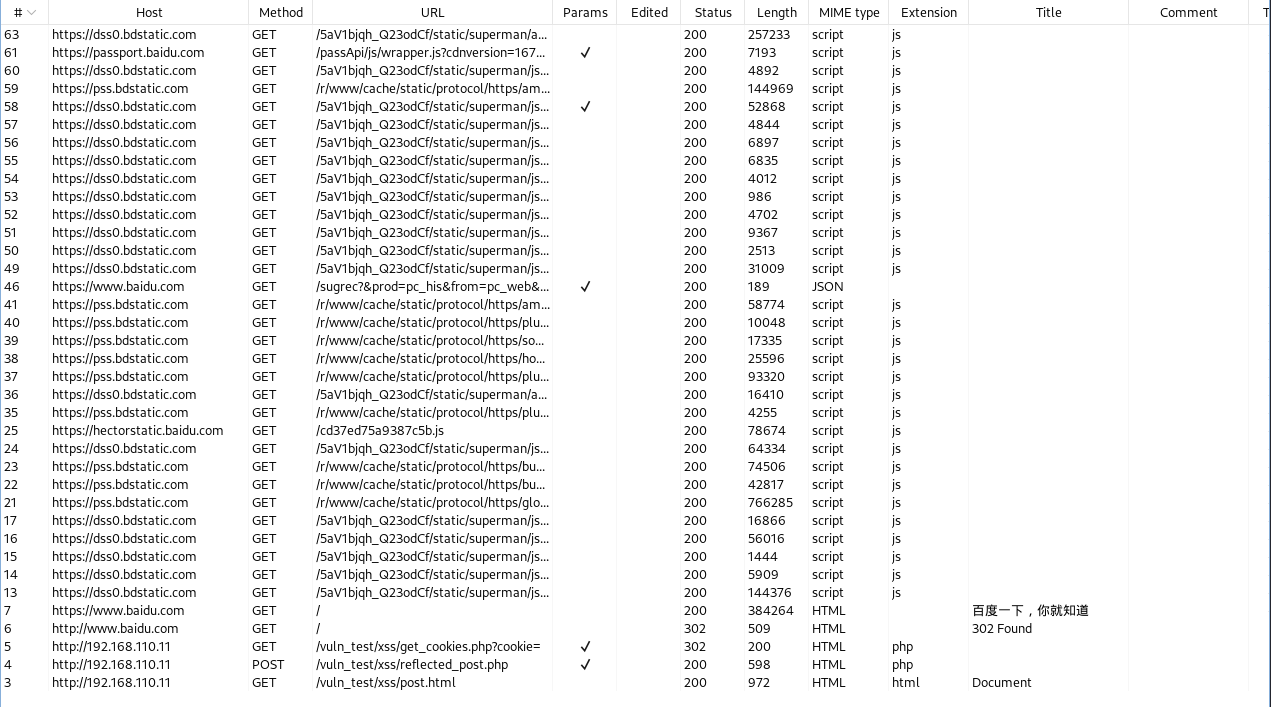 # Host Method URL Params Edited Status Length MIME type Extension Title Comment T
63 https://dss0.bdstatic.com GET /5aV1bjqh_Q23odCf/static/superman/a... 200 257233 script js
61 https://passport.baidu.com GET /passApi/js/wrapper.js?cdnversion=167... ✓ 200 7193 script js
60 https://dss0.bdstatic.com GET /5aV1bjqh_Q23odCf/static/superman/js... 200 4892 script js
59 https://pss.bdstatic.com GET /r/www/cache/static/protocol/https/am... 200 144969 script js
58 https://dss0.bdstatic.com GET /5aV1bjqh_Q23odCf/static/superman/js... ✓ 200 52868 script js
57 https://dss0.bdstatic.com GET /5aV1bjqh_Q23odCf/static/superman/js... 200 4844 script js
56 https://dss0.bdstatic.com GET /5aV1bjqh_Q23odCf/static/superman/js... 200 6897 script js
55 https://dss0.bdstatic.com GET /5aV1bjqh_Q23odCf/static/superman/js... 200 6835 script js
54 https://dss0.bdstatic.com GET /5aV1bjqh_Q23odCf/static/superman/js... 200 4012 script js
53 https://dss0.bdstatic.com GET /5aV1bjqh_Q23odCf/static/superman/js... 200 986 script js
52 https://dss0.bdstatic.com GET /5aV1bjqh_Q23odCf/static/superman/js... 200 4702 script js
51 https://dss0.bdstatic.com GET /5aV1bjqh_Q23odCf/static/superman/js... 200 9367 script js
50 https://dss0.bdstatic.com GET /5aV1bjqh_Q23odCf/static/superman/js... 200 2513 script js
49 https://dss0.bdstatic.com GET /5aV1bjqh_Q23odCf/static/superman/js... 200 31009 script js
46 https://www.baidu.com GET /sugrec?&prod=pc_his&from=pc_web&... ✓ 200 189 JSON
41 https://pss.bdstatic.com GET /r/www/cache/static/protocol/https/am... 200 58774 script js
40 https://pss.bdstatic.com GET /r/www/cache/static/protocol/https/plu... 200 10048 script js
39 https://pss.bdstatic.com GET /r/www/cache/static/protocol/https/so... 200 17335 script js
38 https://pss.bdstatic.com GET /r/www/cache/static/protocol/https/ho... 200 25596 script js
37 https://pss.bdstatic.com GET /r/www/cache/static/protocol/https/plu... 200 93320 script js
36 https://dss0.bdstatic.com GET /5aV1bjqh_Q23odCf/static/superman/a... 200 16410 script js
35 https://pss.bdstatic.com GET /r/www/cache/static/protocol/https/plu... 200 4255 script js
25 https://hectorstatic.baidu.com GET /cd37ed75a9387c5b.js 200 78674 script js
24 https://dss0.bdstatic.com GET /5aV1bjqh_Q23odCf/static/superman/js... 200 64334 script js
23 https://pss.bdstatic.com GET /r/www/cache/static/protocol/https/bu... 200 74506 script js
22 https://pss.bdstatic.com GET /r/www/cache/static/protocol/https/bu... 200 42817 script js
21 https://pss.bdstatic.com GET /r/www/cache/static/protocol/https/glo... 200 766285 script js
17 https://dss0.bdstatic.com GET /5aV1bjqh_Q23odCf/static/superman/js... 200 16866 script js
16 https://dss0.bdstatic.com GET /5aV1bjqh_Q23odCf/static/superman/js... 200 56016 script js
15 https://dss0.bdstatic.com GET /5aV1bjqh_Q23odCf/static/superman/js... 200 1444 script js
14 https://dss0.bdstatic.com GET /5aV1bjqh_Q23odCf/static/superman/js... 200 5909 script js
13 https://dss0.bdstatic.com GET /5aV1bjqh_Q23odCf/static/superman/js... 200 144376 script js
7 https://www.baidu.com GET / 200 384264 HTML 百度一下，你就知道
6 http://www.baidu.com GET / 302 509 HTML 302 Found
5 http://192.168.110.11 GET /vuln_test/xss/get_cookies.php?cookie= ✓ 302 200 HTML php
4 http://192.168.110.11 POST /vuln_test/xss/reflected_post.php ✓ 200 598 HTML php
3 http://192.168.110.11 GET /vuln_test/xss/post.html 200 972 HTML html Document